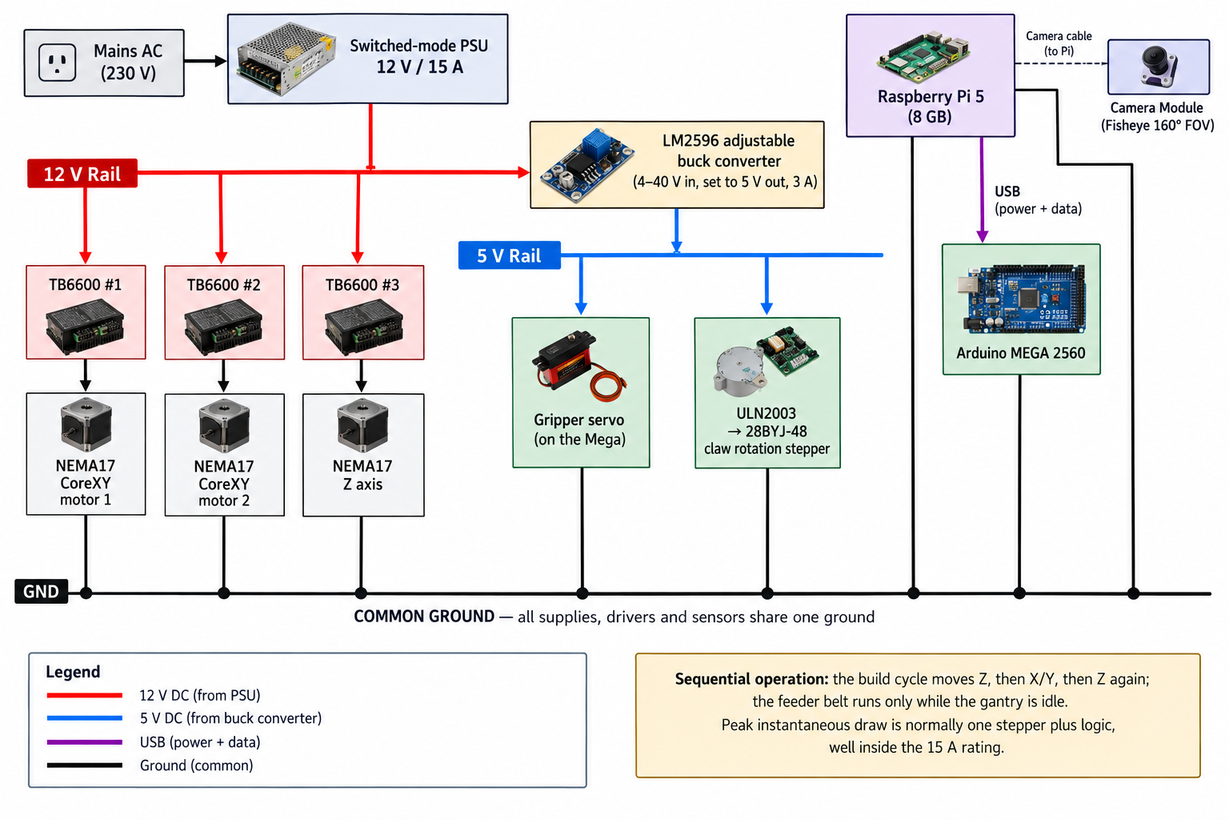 Mains AC
(230 V)
Switched-mode PSU
12 V / 15 A
Raspberry Pi 5
(8 GB)
Camera cable
(to Pi)
Camera Module
(Fisheye 160° FOV)
LM2596 adjustable
buck converter
(4–40 V in, set to 5 V out, 3 A)
12 V Rail
USB
(power + data)
5 V Rail
TB6600 #1
TB6600 #2
TB6600 #3
Arduino MEGA 2560
NEMA17
CoreXY
motor 1
NEMA17
CoreXY
motor 2
NEMA17
Z axis
Gripper servo
(on the Mega)
ULN2003
→ 28BYJ-48
claw rotation stepper
GND
COMMON GROUND — all supplies, drivers and sensors share one ground
Legend
12 V DC (from PSU)
5 V DC (from buck converter)
USB (power + data)
Ground (common)
Sequential operation: the build cycle moves Z, then X/Y, then Z again;
the feeder belt runs only while the gantry is idle.
Peak instantaneous draw is normally one stepper plus logic,
well inside the 15 A rating.